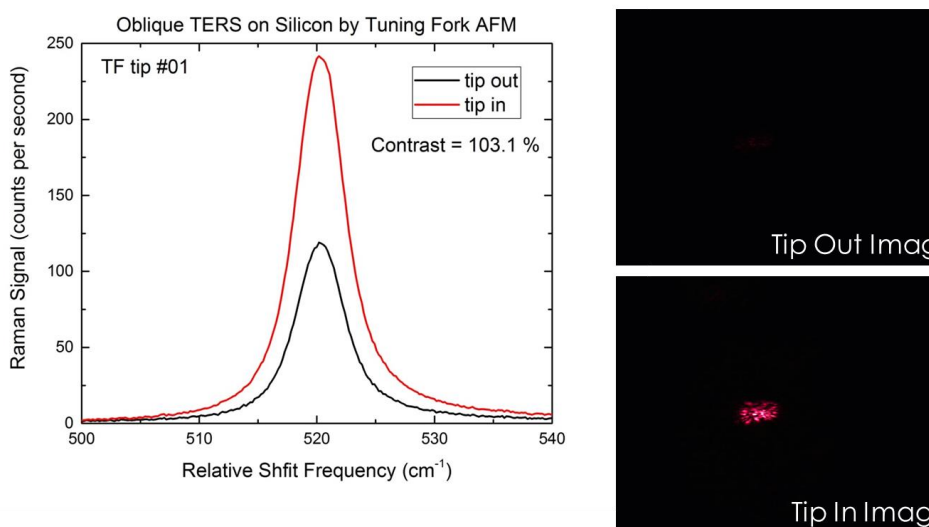 Oblique TERS on Silicon by Tuning Fork AFM
250
200
150
100
50
0
Raman Signal (counts per second)
TF tip #01
tip out
tip in
Contrast = 103.1 %
500
510
520
530
540
Relative Shfit Frequency (cm⁻¹)
Tip Out Imag
Tip In Imag